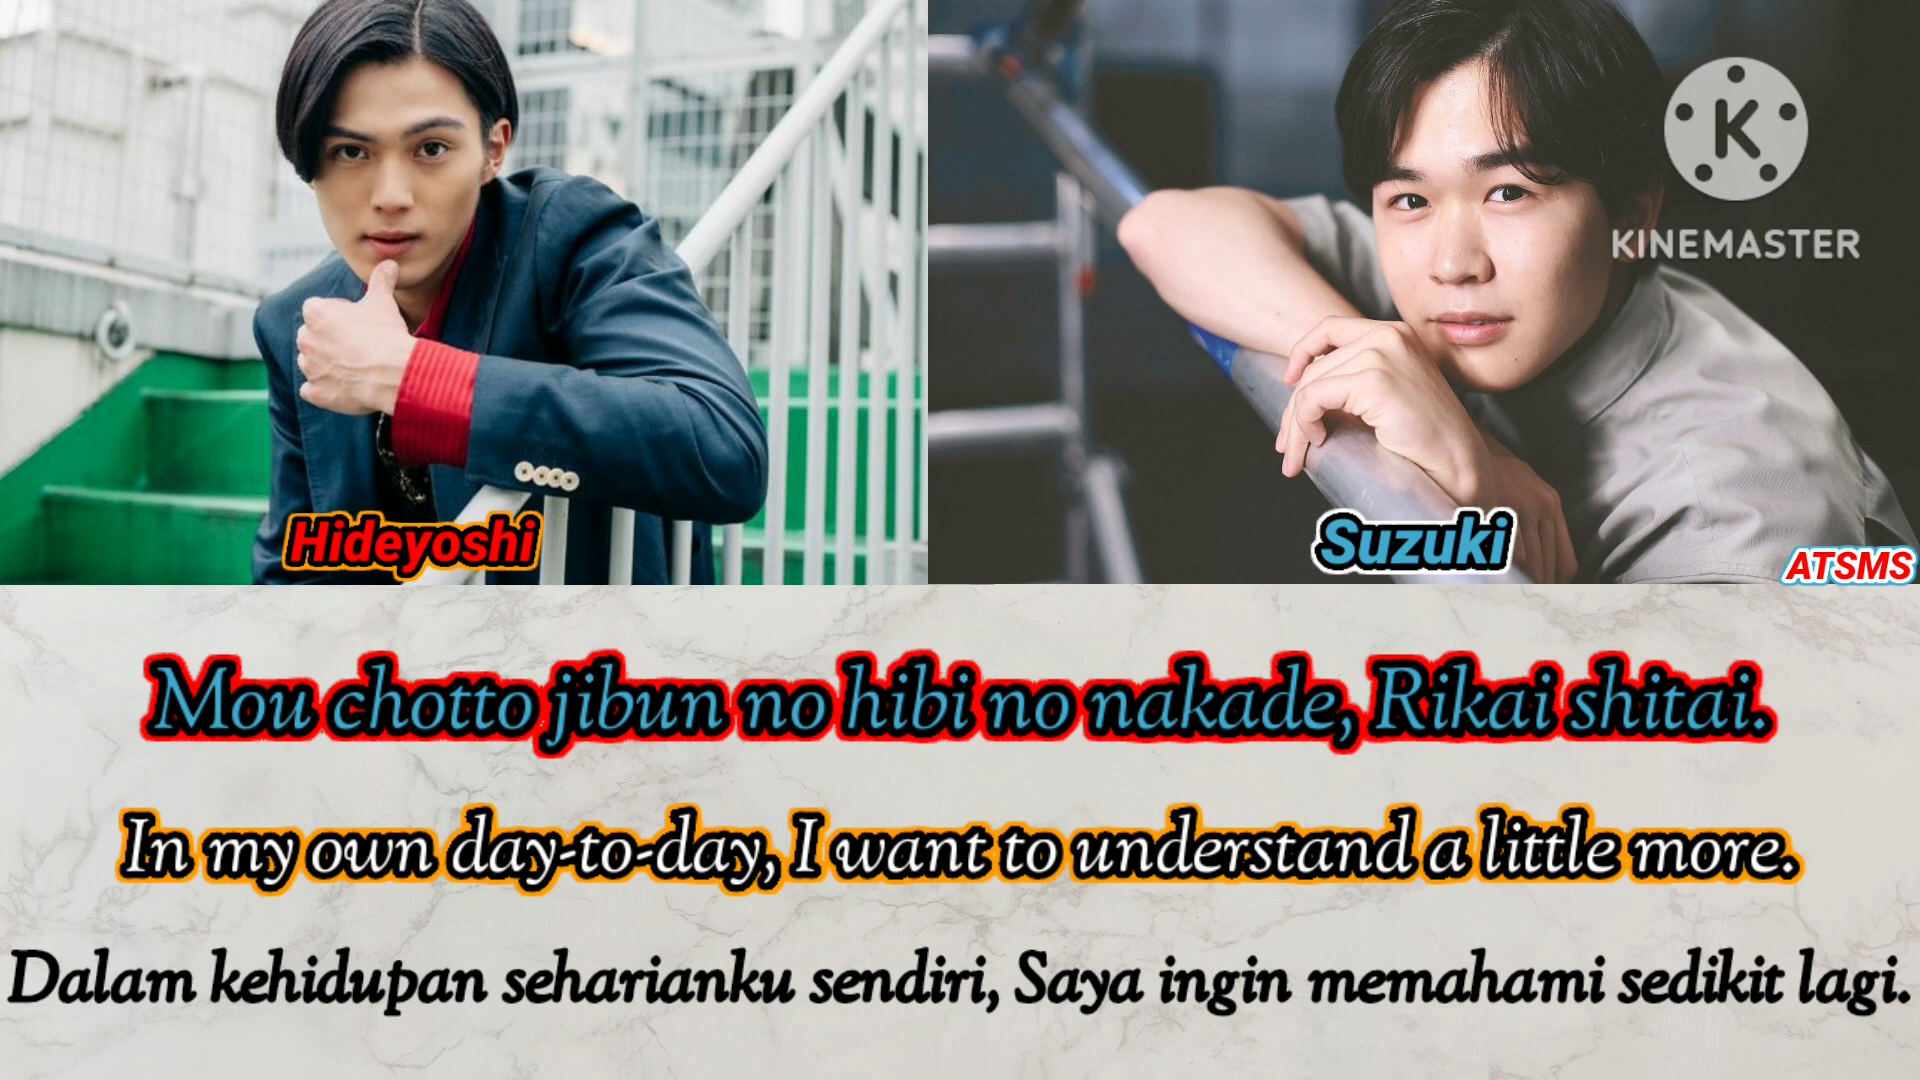 K
KINEMASTER
Hideyoshi
Suzuki
ATSMS
Mou chotto jibun no hibi no nakade, Rikai shitai.
In my own day-to-day, I want to understand a little more.
Dalam kehidupan seharianku sendiri, Saya ingin memahami sedikit lagi.